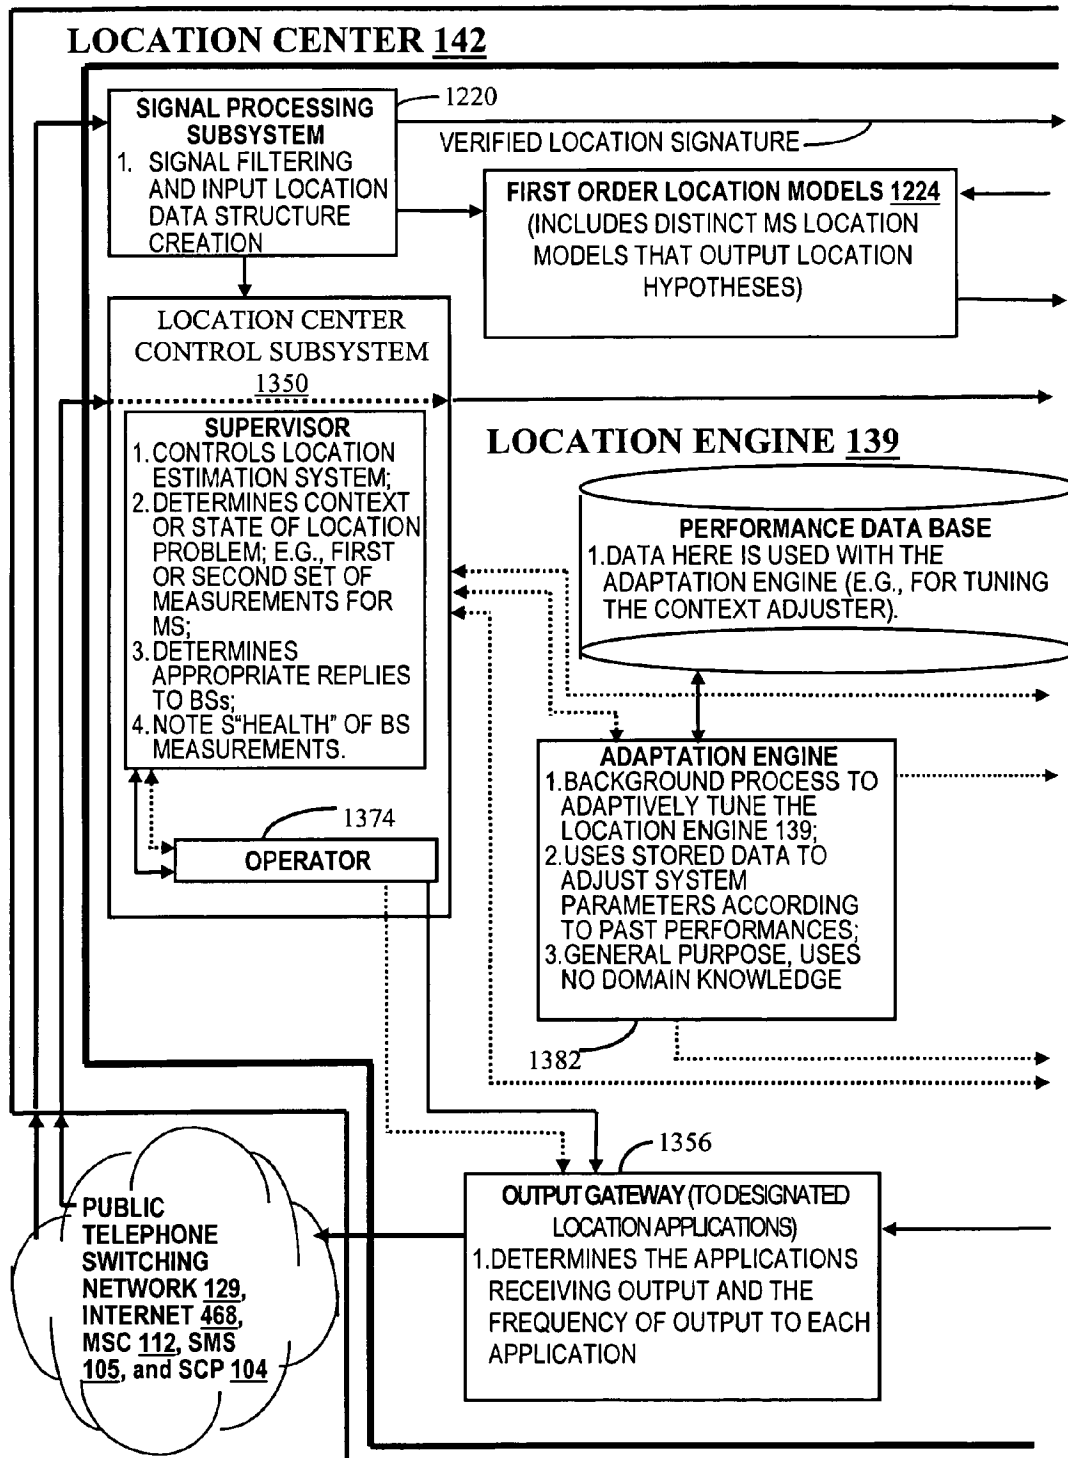 LOCATION CENTER 142
1220
SIGNAL PROCESSING
SUBSYSTEM
1. SIGNAL FILTERING
AND INPUT LOCATION
DATA STRUCTURE
CREATION
VERIFIED LOCATION SIGNATURE
FIRST ORDER LOCATION MODELS 1224
(INCLUDES DISTINCT MS LOCATION
MODELS THAT OUTPUT LOCATION
HYPOTHESES)
LOCATION CENTER
CONTROL SUBSYSTEM
1350
SUPERVISOR
1.CONTROLS LOCATION
ESTIMATION SYSTEM;
2.DETERMINES CONTEXT
OR STATE OF LOCATION
PROBLEM; E.G., FIRST
OR SECOND SET OF
MEASUREMENTS FOR
MS;
3.DETERMINES
APPROPRIATE REPLIES
TO BSs;
4.NOTE S"HEALTH" OF BS
MEASUREMENTS.
1374
OPERATOR
LOCATION ENGINE 139
PERFORMANCE DATA BASE
1.DATA HERE IS USED WITH THE
ADAPTATION ENGINE (E.G., FOR TUNING
THE CONTEXT ADJUSTER).
ADAPTATION ENGINE
1.BACKGROUND PROCESS TO
ADAPTIVELY TUNE THE
LOCATION ENGINE 139;
2.USES STORED DATA TO
ADJUST SYSTEM
PARAMETERS ACCORDING
TO PAST PERFORMANCES;
3.GENERAL PURPOSE, USES
NO DOMAIN KNOWLEDGE
1382
1356
OUTPUT GATEWAY (TO DESIGNATED
LOCATION APPLICATIONS)
1.DETERMINES THE APPLICATIONS
RECEIVING OUTPUT AND THE
FREQUENCY OF OUTPUT TO EACH
APPLICATION
PUBLIC
TELEPHONE
SWITCHING
NETWORK 129,
INTERNET 468,
MSC 112, SMS
105, and SCP 104